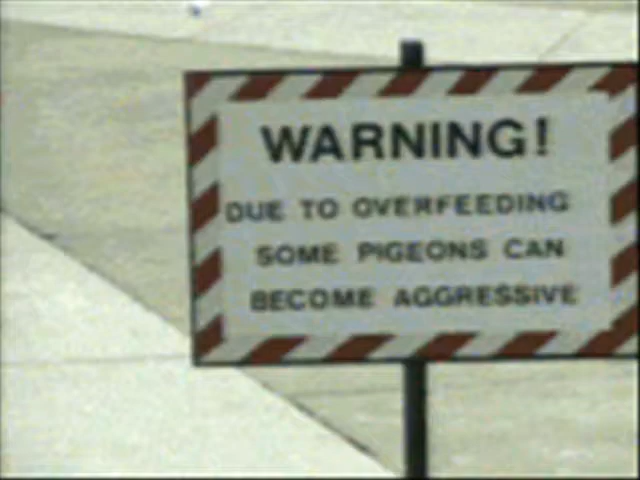 WARNING!
DUE TO OVERFEEDING
SOME PIGEONS CAN
BECOME AGGRESSIVE